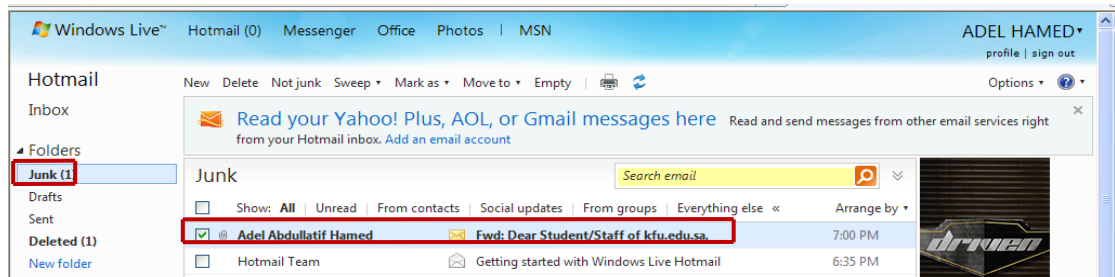 Windows Live™ Hotmail (0) Messenger Office Photos | MSN ADEL HAMED
profile | sign out
Hotmail New Delete Not junk Sweep Mark as Move to Empty | Options
Inbox
Read your Yahoo! Plus, AOL, or Gmail messages here Read and send messages from other email services right
from your Hotmail inbox. Add an email account
Folders
Junk (1) Junk Search email
Drafts
Show: All | Unread | From contacts | Social updates | From groups | Everything else « Arrange by
Sent
Deleted (1) Adel Abdullatif Hamed Fwd: Dear Student/Staff of kfu.edu.sa. 7:00 PM
New folder Hotmail Team Getting started with Windows Live Hotmail 6:35 PM
driven